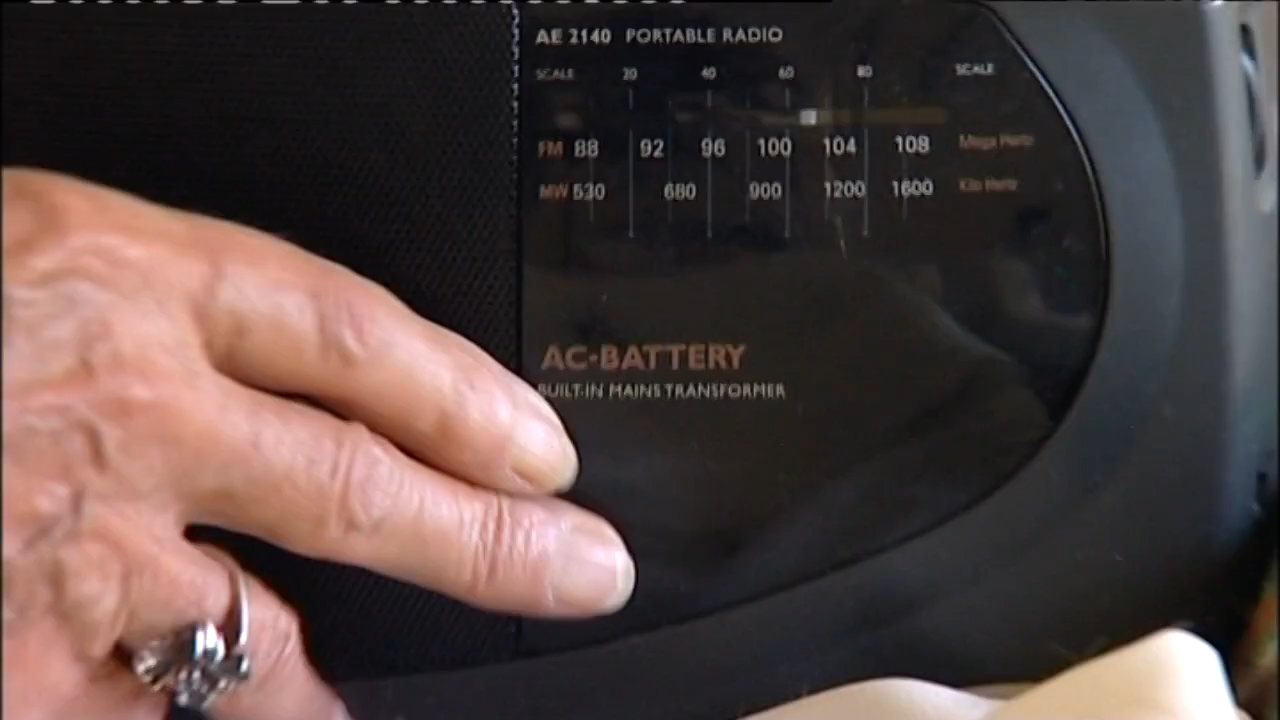 AE 2140 PORTABLE RADIO
SCALE 20 40 60 80 SCALE
FM 88 92 96 100 104 108 Mega Hertz
MW 530 680 900 1200 1600 Kilo Hertz
AC-BATTERY
BUILT-IN MAINS TRANSFORMER